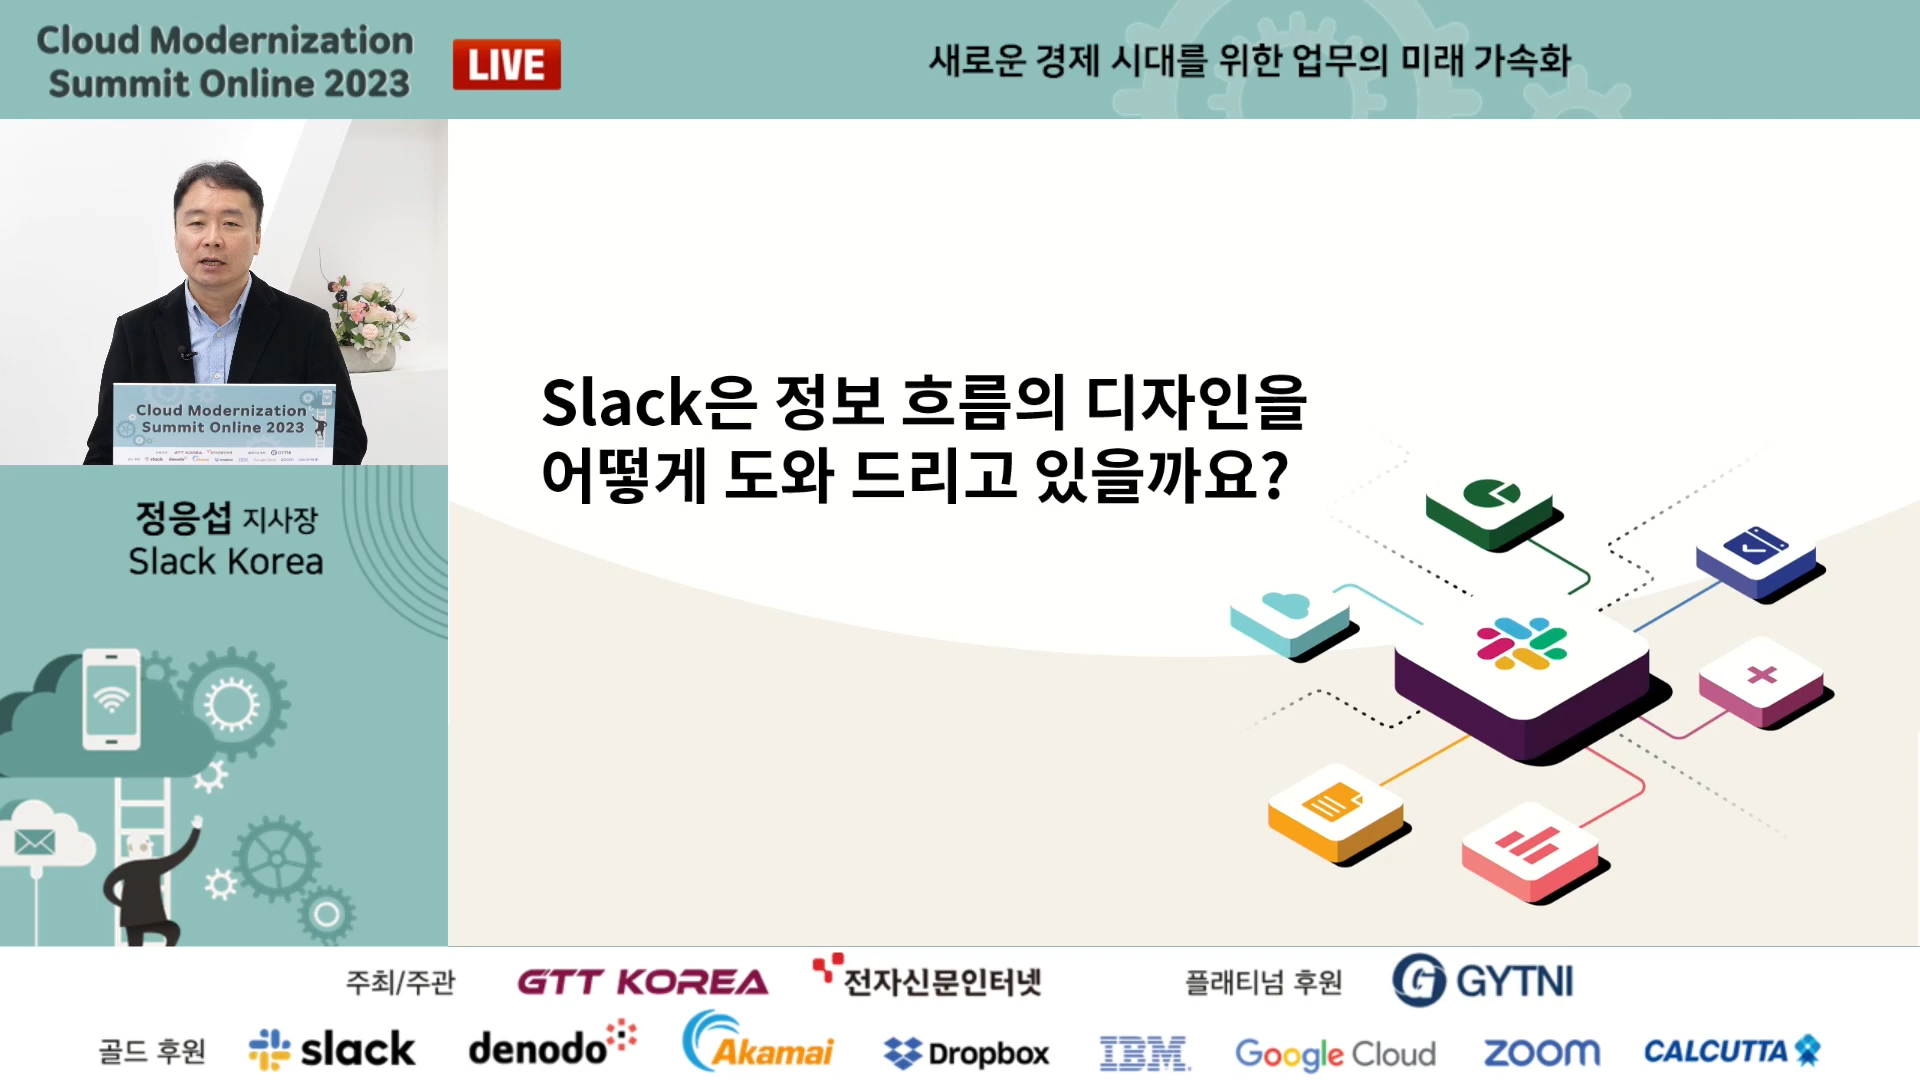 Cloud Modernization
Summit Online 2023
LIVE
새로운 경제 시대를 위한 업무의 미래 가속화
Cloud Modernization
Summit Online 2023
정응섭 지사장
Slack Korea
Slack은 정보 흐름의 디자인을
어떻게 도와 드리고 있을까요?
주최/주관 GTT KOREA 전자신문인터넷 플래티넘 후원 GYTNI
골드 후원 slack denodo Akamai Dropbox IBM Google Cloud zoom CALCUTTA